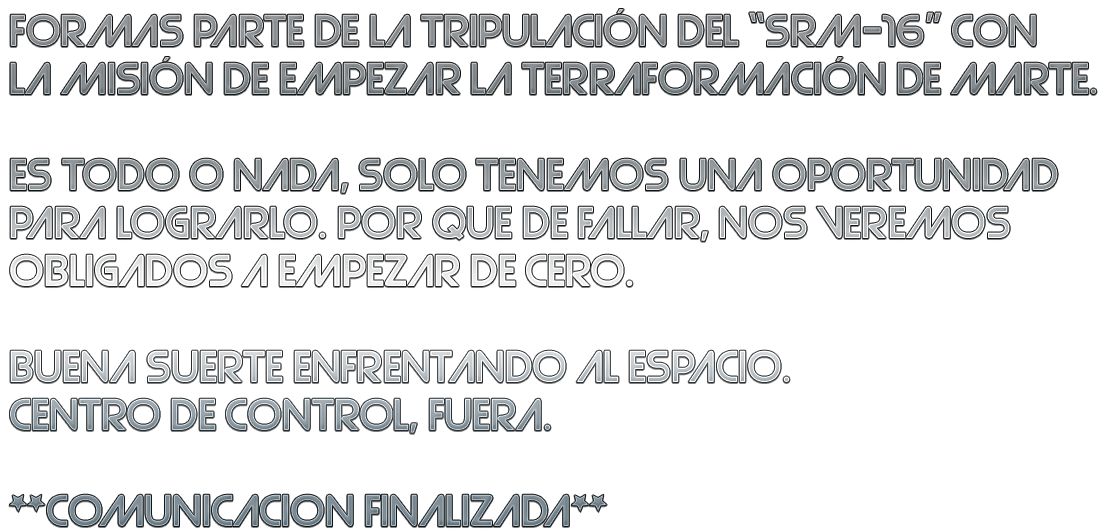 FORMAS PARTE DE LA TRIPULACIÓN DEL "SRM-16" CON
LA MISIÓN DE EMPEZAR LA TERRAFORMACIÓN DE MARTE.
ES TODO O NADA, SOLO TENEMOS UNA OPORTUNIDAD
PARA LOGRARLO. POR QUE DE FALLAR, NOS VEREMOS
OBLIGADOS A EMPEZAR DE CERO.
BUENA SUERTE ENFRENTANDO AL ESPACIO.
CENTRO DE CONTROL, FUERA.
**COMUNICACION FINALIZADA**